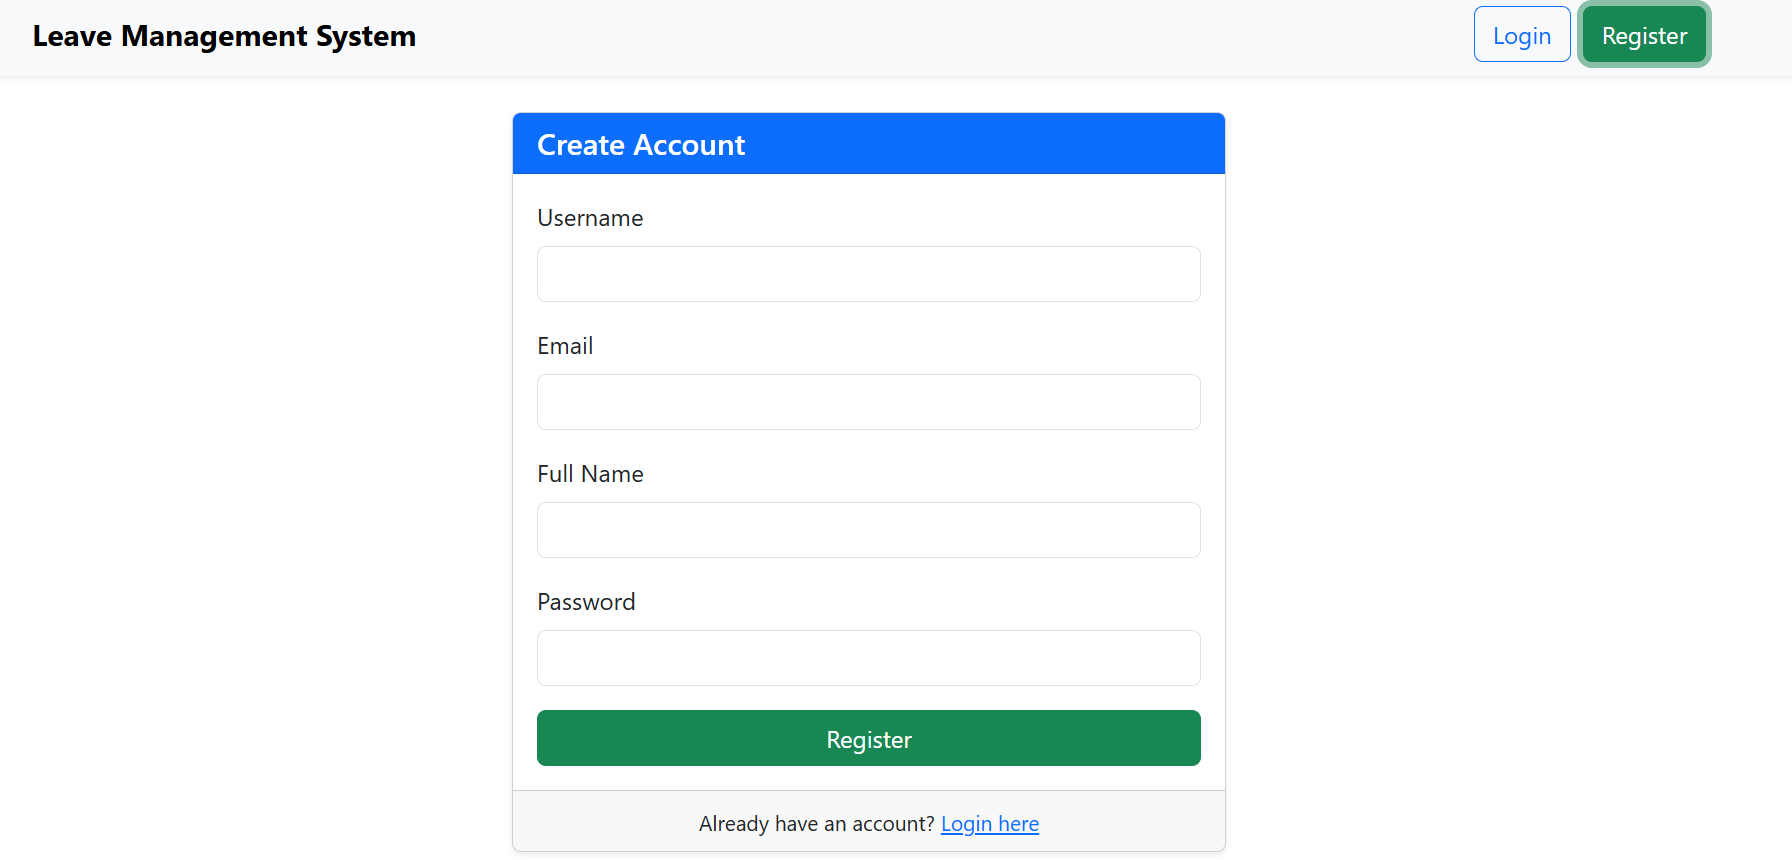 Leave Management System
Login
Register
Create Account
Username
Email
Full Name
Password
Register
Already have an account? Login here